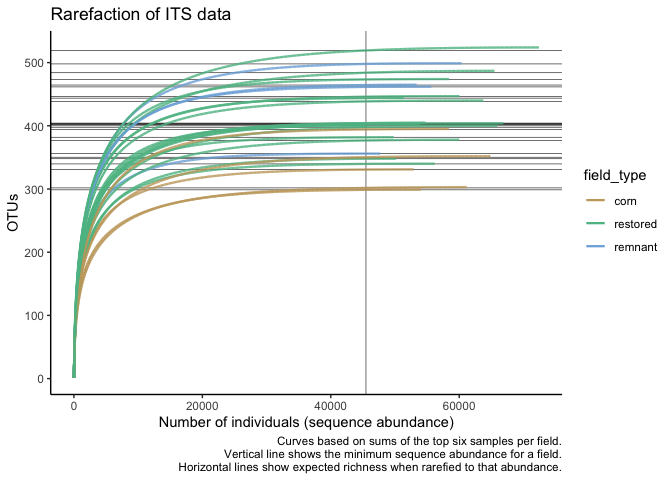 Rarefaction of ITS data
OTUs
500
400
300
200
100
0
0 20000 40000 60000
Number of individuals (sequence abundance)
field_type
corn
restored
remnant
Curves based on sums of the top six samples per field.
Vertical line shows the minimum sequence abundance for a field.
Horizontal lines show expected richness when rarefied to that abundance.